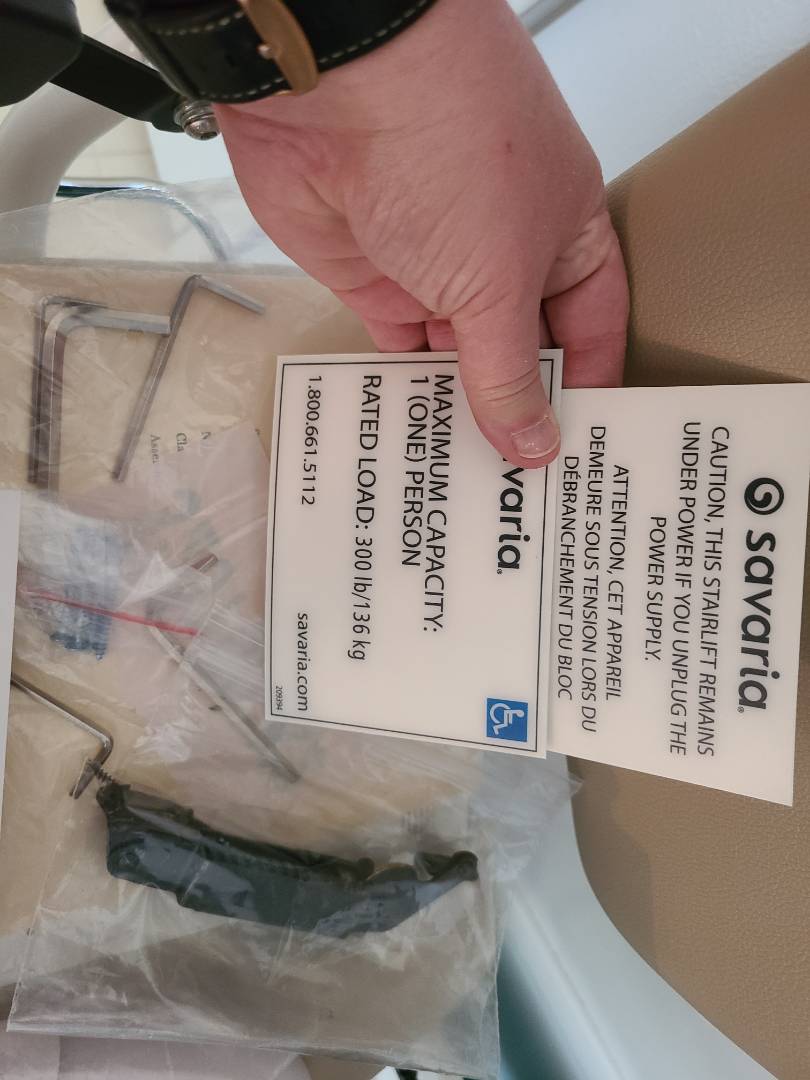 savaria®
CAUTION, THIS STAIRLIFT REMAINS
UNDER POWER IF YOU UNPLUG THE
POWER SUPPLY.
ATTENTION, CET APPAREIL
DEMEURE SOUS TENSION LORS DU
DÉBRANCHEMENT DU BLOC
varia®
MAXIMUM CAPACITY:
1 (ONE) PERSON
RATED LOAD: 300 lb/136 kg
1.800.661.5112
savaria.com
209394